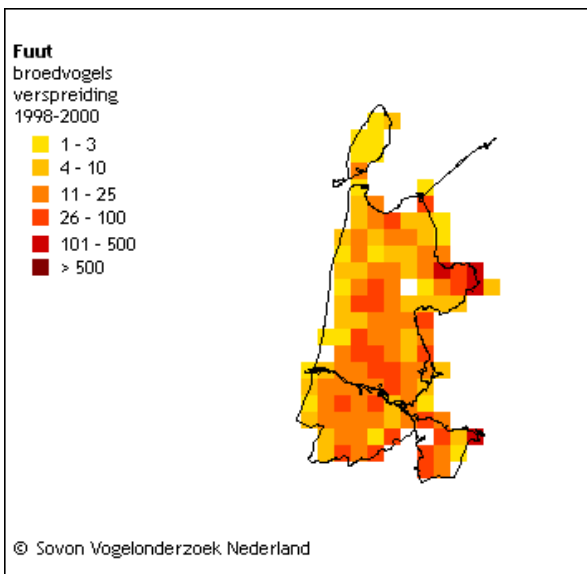 Fuut
broedvogels
verspreiding
1998-2000
1 - 3
4 - 10
11 - 25
26 - 100
101 - 500
> 500
© Sovon Vogelonderzoek Nederland